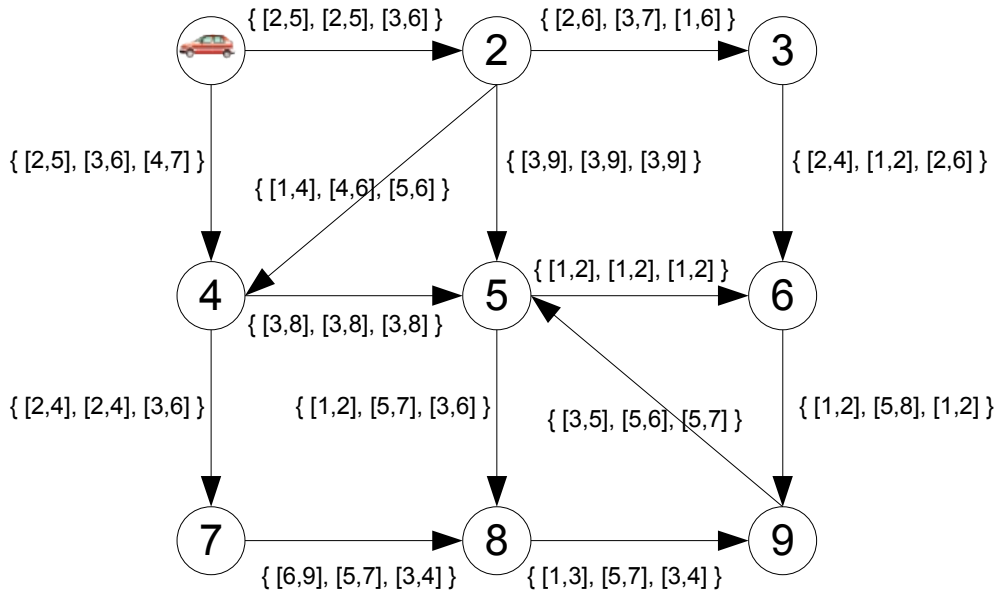 { [2,5], [2,5], [3,6] }
{ [2,6], [3,7], [1,6] }
2
3
{ [2,5], [3,6], [4,7] }
{ [1,4], [4,6], [5,6] }
{ [3,9], [3,9], [3,9] }
{ [2,4], [1,2], [2,6] }
4
5
{ [1,2], [1,2], [1,2] }
6
{ [3,8], [3,8], [3,8] }
{ [2,4], [2,4], [3,6] }
{ [1,2], [5,7], [3,6] }
{ [3,5], [5,6], [5,7] }
{ [1,2], [5,8], [1,2] }
7
8
9
{ [6,9], [5,7], [3,4] }
{ [1,3], [5,7], [3,4] }